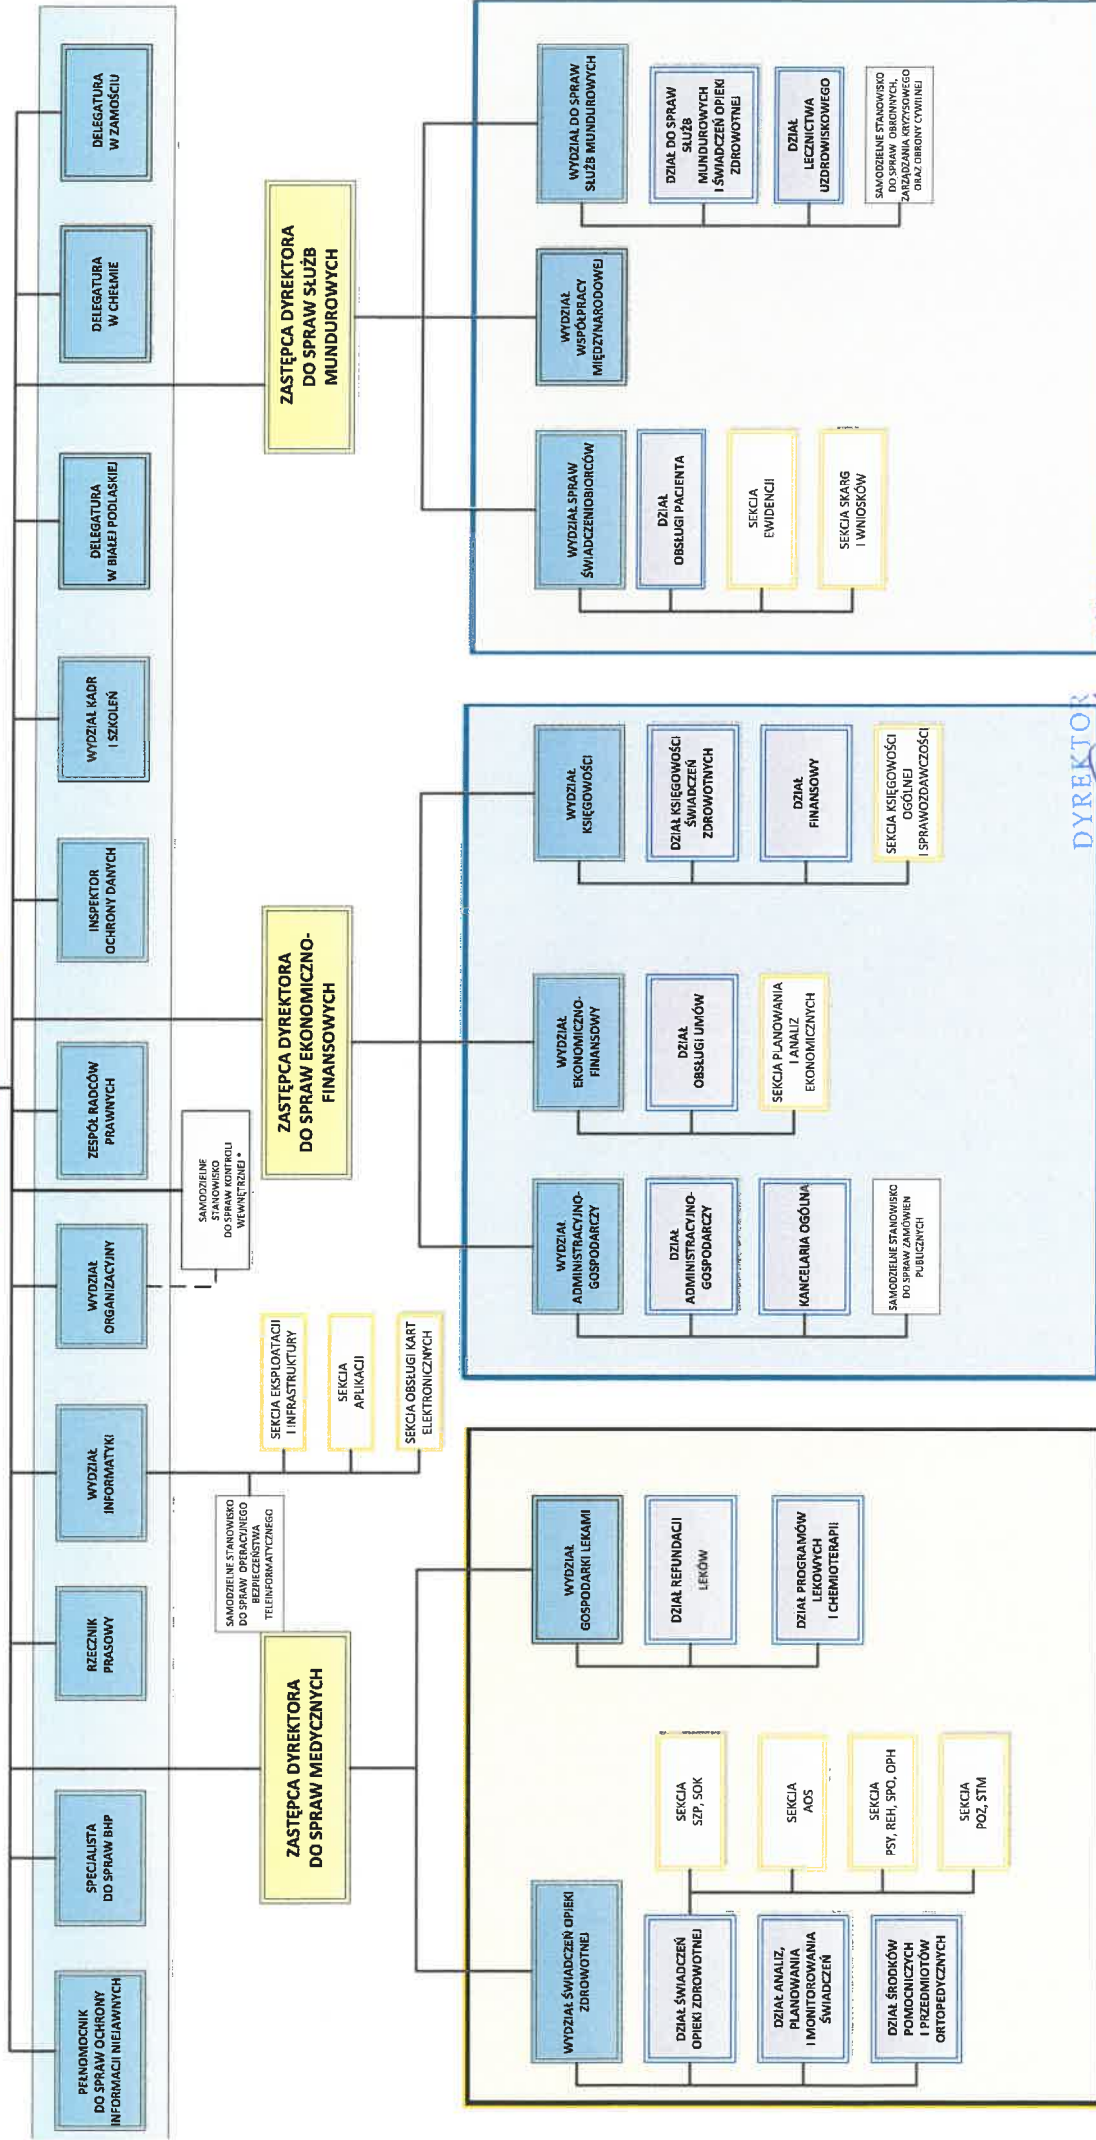 PEŁNOMOCNIK
DO SPRAW OCHRONY
INFORMACJI NIEJAWNYCH
SPECJALISTA
DO SPRAW BHP
RZECZNIK
PRASOWY
WYDZIAŁ
INFORMATYKI
WYDZIAŁ
ORGANIZACYJNY
ZESPÓŁ RADCÓW
PRAWNYCH
INSPEKTOR
OCHRONY DANYCH
WYDZIAŁ KADR
I SZKOLEŃ
DELEGATURA
W BIAŁEJ PODLASKIEJ
DELEGATURA
W CHEŁMIE
DELEGATURA
W ZAMOŚCIU
SAMODZIELNE
STANOWISKO
DO SPRAW KONTROLI
WEWNĘTRZNEJ *
SAMODZIELNE STANOWISKO
DO SPRAW OPERACYJNEGO
BEZPIECZEŃSTWA
TELEINFORMATYCZNEGO
SEKCJA EKSPLOATACJI
I INFRASTRUKTURY
SEKCJA
APLIKACJI
SEKCJA OBSŁUGI KART
ELEKTRONICZNYCH
ZASTĘPCA DYREKTORA
DO SPRAW MEDYCZNYCH
ZASTĘPCA DYREKTORA
DO SPRAW EKONOMICZNO-
FINANSOWYCH
ZASTĘPCA DYREKTORA
DO SPRAW SŁUŻB
MUNDUROWYCH
WYDZIAŁ ŚWIADCZEŃ OPIEKI
ZDROWOTNEJ
DZIAŁ ŚWIADCZEŃ
OPIEKI ZDROWOTNEJ
DZIAŁ ANALIZ,
PLANOWANIA
I MONITOROWANIA
ŚWIADCZEŃ
DZIAŁ ŚRODKÓW
POMOCNICZYCH
I PRZEDMIOTÓW
ORTOPEDYCZNYCH
SEKCJA
SZP, SOK
SEKCJA
AOS
SEKCJA
PSY, REH, SPO, OPH
SEKCJA
POZ, STM
WYDZIAŁ
GOSPODARKI LEKAMI
DZIAŁ REFUNDACJI
LEKÓW
DZIAŁ PROGRAMÓW
LEKOWYCH
I CHEMIOTERAPII
WYDZIAŁ
ADMINISTRACYJNO-
GOSPODARCZY
DZIAŁ
ADMINISTRACYJNO-
GOSPODARCZY
KANCELARIA OGÓLNA
SAMODZIELNE STANOWISKO
DO SPRAW ZAMÓWIEŃ
PUBLICZNYCH
WYDZIAŁ
EKONOMICZNO-
FINANSOWY
DZIAŁ
OBSŁUGI UMÓW
SEKCJA PLANOWANIA
I ANALIZ
EKONOMICZNYCH
WYDZIAŁ
KSIĘGOWOŚCI
DZIAŁ KSIĘGOWOŚCI
ŚWIADCZEŃ
ZDROWOTNYCH
DZIAŁ
FINANSOWY
SEKCJA KSIĘGOWOŚCI
OGÓLNEJ
I SPRAWOZDAWCZOŚCI
WYDZIAŁ SPRAW
ŚWIADCZENIOBIORCÓW
DZIAŁ
OBSŁUGI PACJENTA
SEKCJA
EWIDENCJI
SEKCJA SKARG
I WNIOSKÓW
WYDZIAŁ
WSPÓŁPRACY
MIĘDZYNARODOWEJ
WYDZIAŁ DO SPRAW
SŁUŻB MUNDUROWYCH
DZIAŁ DO SPRAW
SŁUŻB
MUNDUROWYCH
I ŚWIADCZEŃ OPIEKI
ZDROWOTNEJ
DZIAŁ
LECZNICTWA
UZDROWISKOWEGO
SAMODZIELNE STANOWISKO
DO SPRAW OBRONNYCH,
ZARZĄDZANIA KRYZYSOWEGO
ORAZ OBRONY CYWILNEJ
DYREKTOR